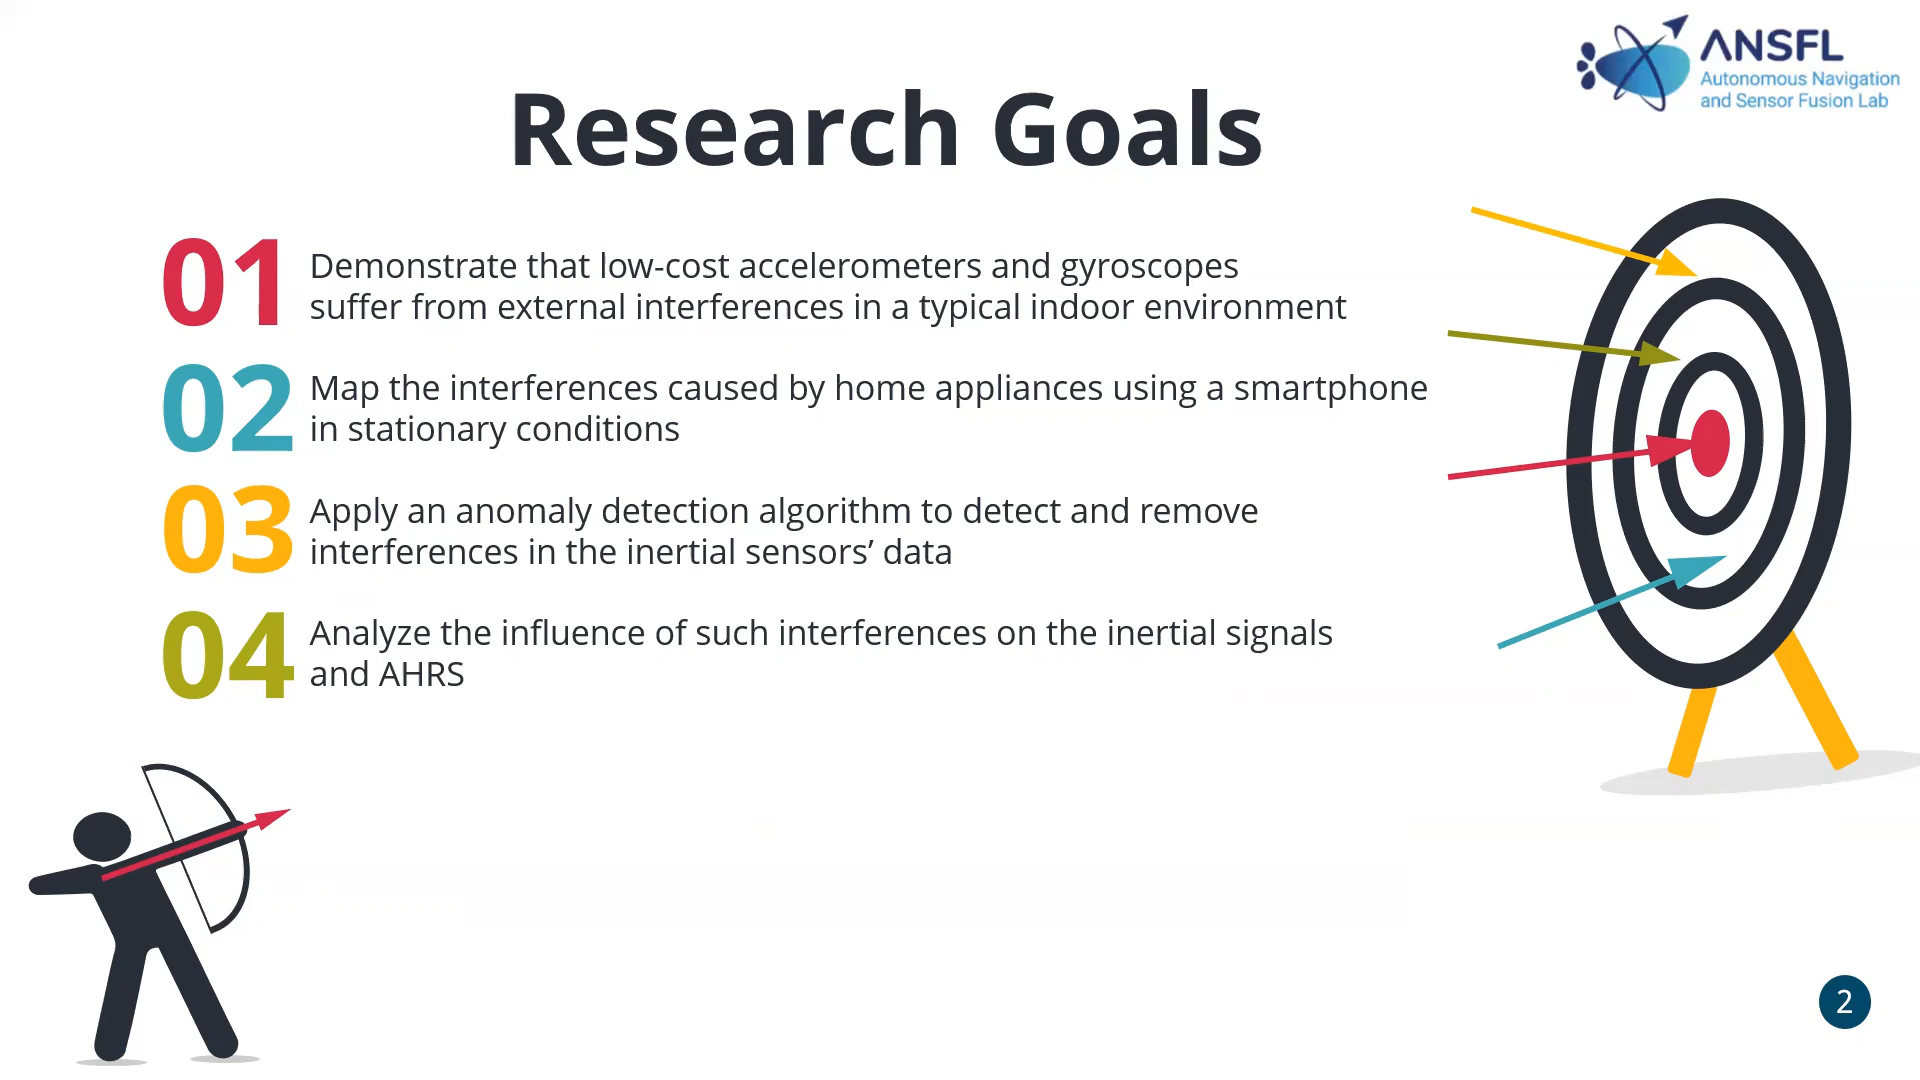 ANSFL
Autonomous Navigation
and Sensor Fusion Lab
Research Goals
01
Demonstrate that low-cost accelerometers and gyroscopes
suffer from external interferences in a typical indoor environment
02
Map the interferences caused by home appliances using a smartphone
in stationary conditions
03
Apply an anomaly detection algorithm to detect and remove
interferences in the inertial sensors’ data
04
Analyze the influence of such interferences on the inertial signals
and AHRS
2